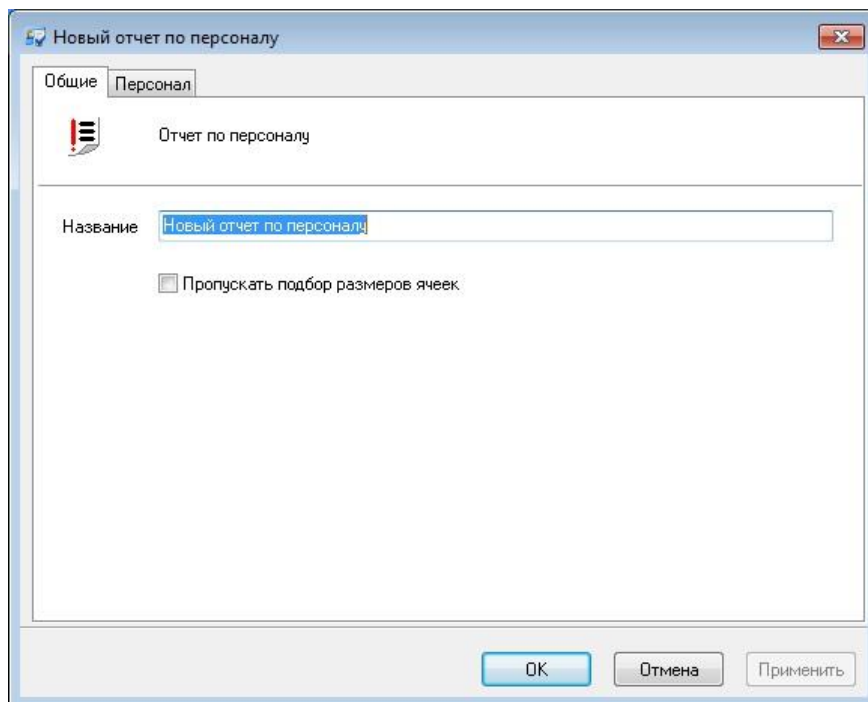 Новый отчет по персоналу
Общие Персонал
Отчет по персоналу
Название Новый отчет по персоналу
Пропускать подбор размеров ячеек
OK Отмена Применить